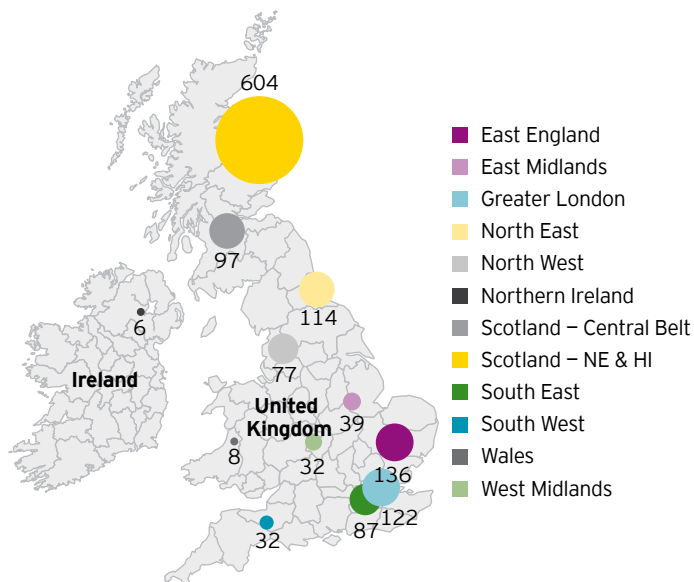 604
97
114
6
77
Ireland
United
Kingdom
39
8
32
136
122
87
32
East England
East Midlands
Greater London
North East
North West
Northern Ireland
Scotland – Central Belt
Scotland – NE & HI
South East
South West
Wales
West Midlands